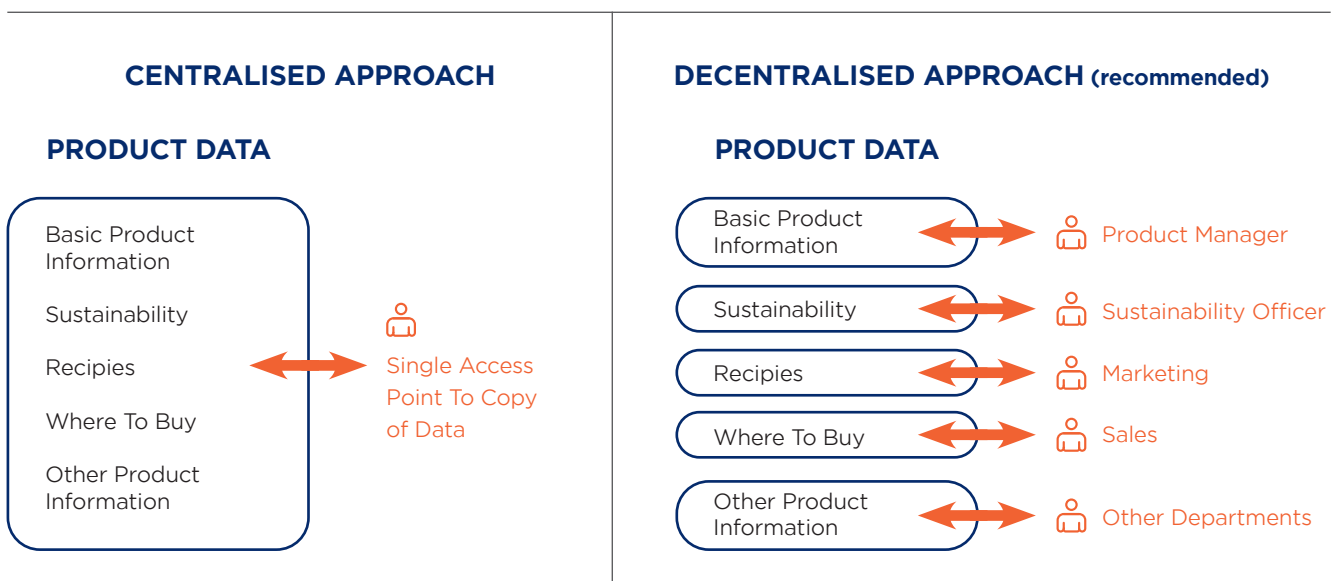 CENTRALISED APPROACH
PRODUCT DATA
Basic Product
Information
Sustainability
Recipies
Where To Buy
Other Product
Information
Single Access
Point To Copy
of Data
DECENTRALISED APPROACH (recommended)
PRODUCT DATA
Basic Product
Information
Product Manager
Sustainability
Sustainability Officer
Recipies
Marketing
Where To Buy
Sales
Other Product
Information
Other Departments